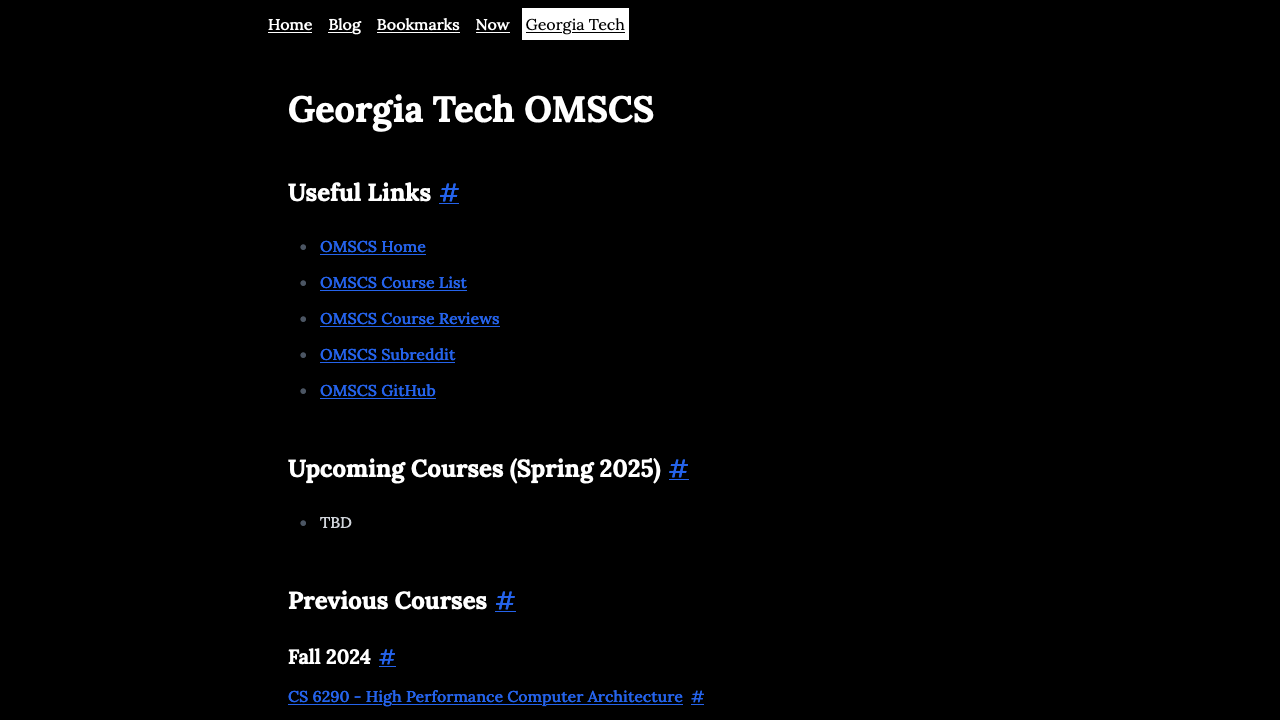 Home Blog Bookmarks Now Georgia Tech
Georgia Tech OMSCS
Useful Links #
OMSCS Home
OMSCS Course List
OMSCS Course Reviews
OMSCS Subreddit
OMSCS GitHub
Upcoming Courses (Spring 2025) #
TBD
Previous Courses #
Fall 2024 #
CS 6290 - High Performance Computer Architecture #